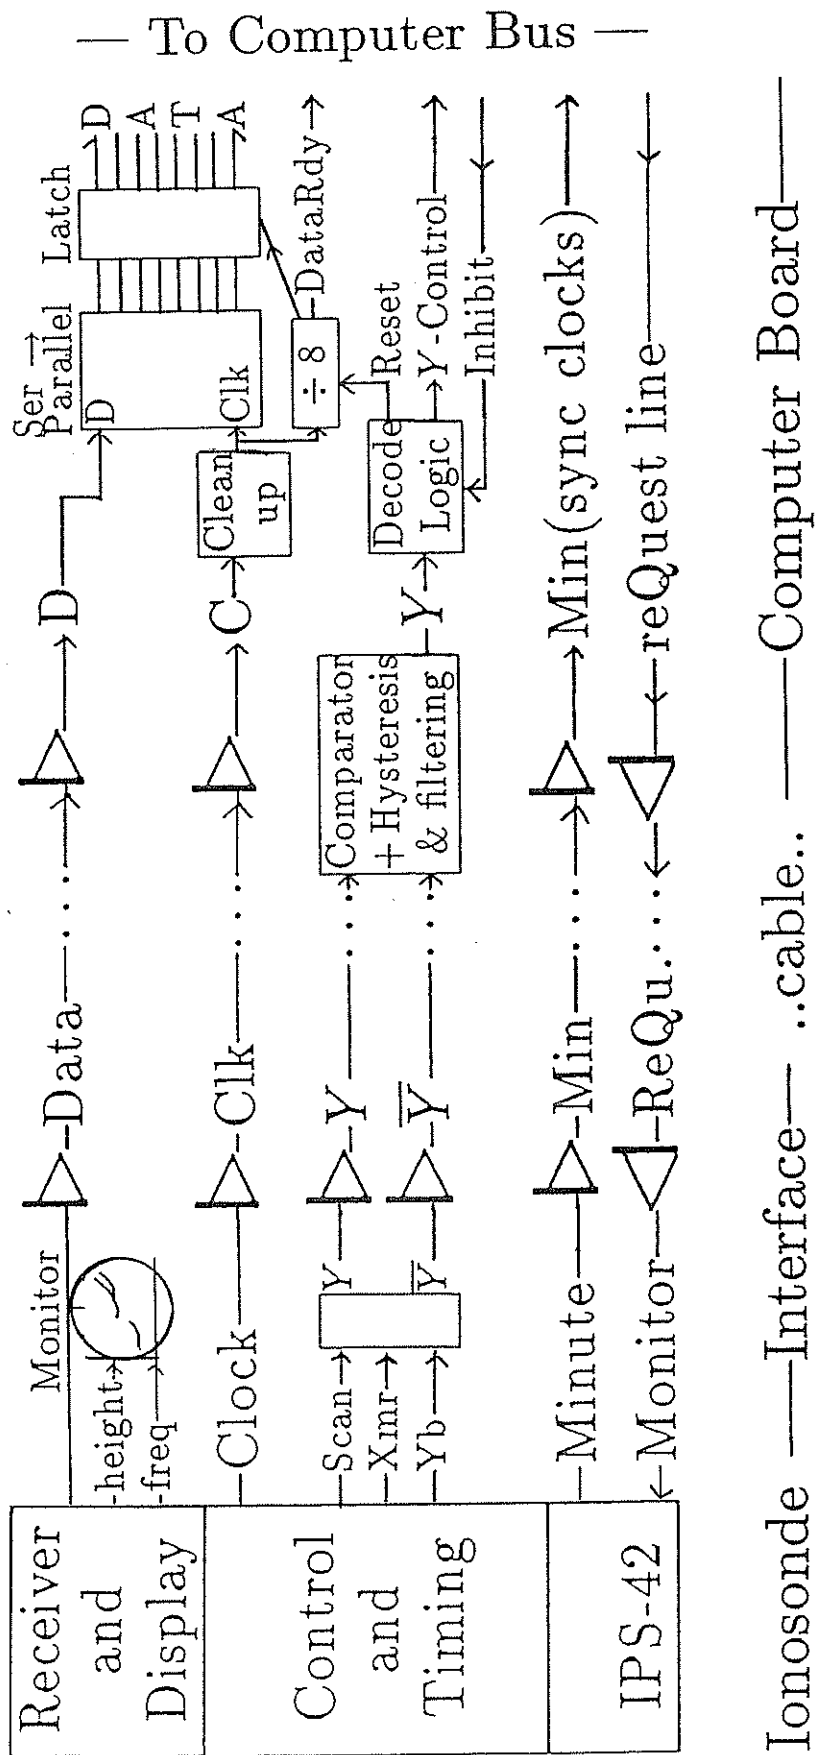 — To Computer Bus —
Receiver
and
Display
Control
and
Timing
IPS-42
Monitor
-height
-freq
Data
D
Ser →
Parallel
D
Clk
Latch
D
A
T
A
Clock
Clk
C
Clean
up
÷ 8
DataRdy
Reset
Scan
Xmr
Yb
Y
Y̅
Y
Y̅
Comparator
+ Hysteresis
& filtering
Y
Decode
Logic
Y-Control
Inhibit
Minute
Min
Min(sync clocks)
Monitor
ReQu.
reQuest line
Ionosonde — Interface — ..cable.. — Computer Board —